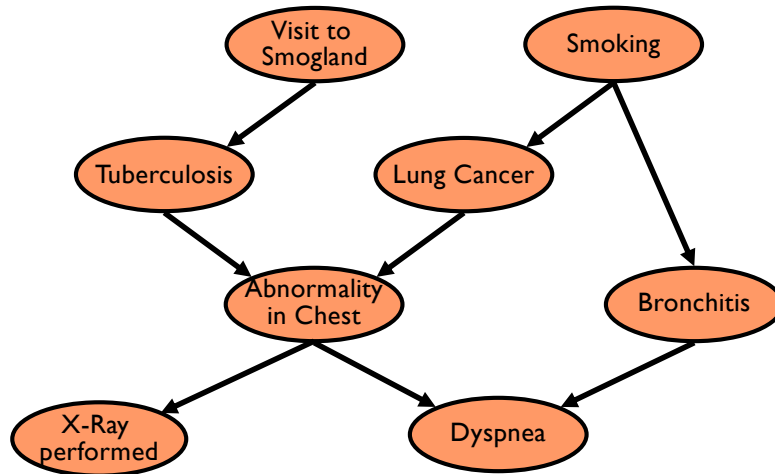 Visit to
Smogland
Smoking
Tuberculosis
Lung Cancer
Abnormality
in Chest
Bronchitis
X-Ray
performed
Dyspnea